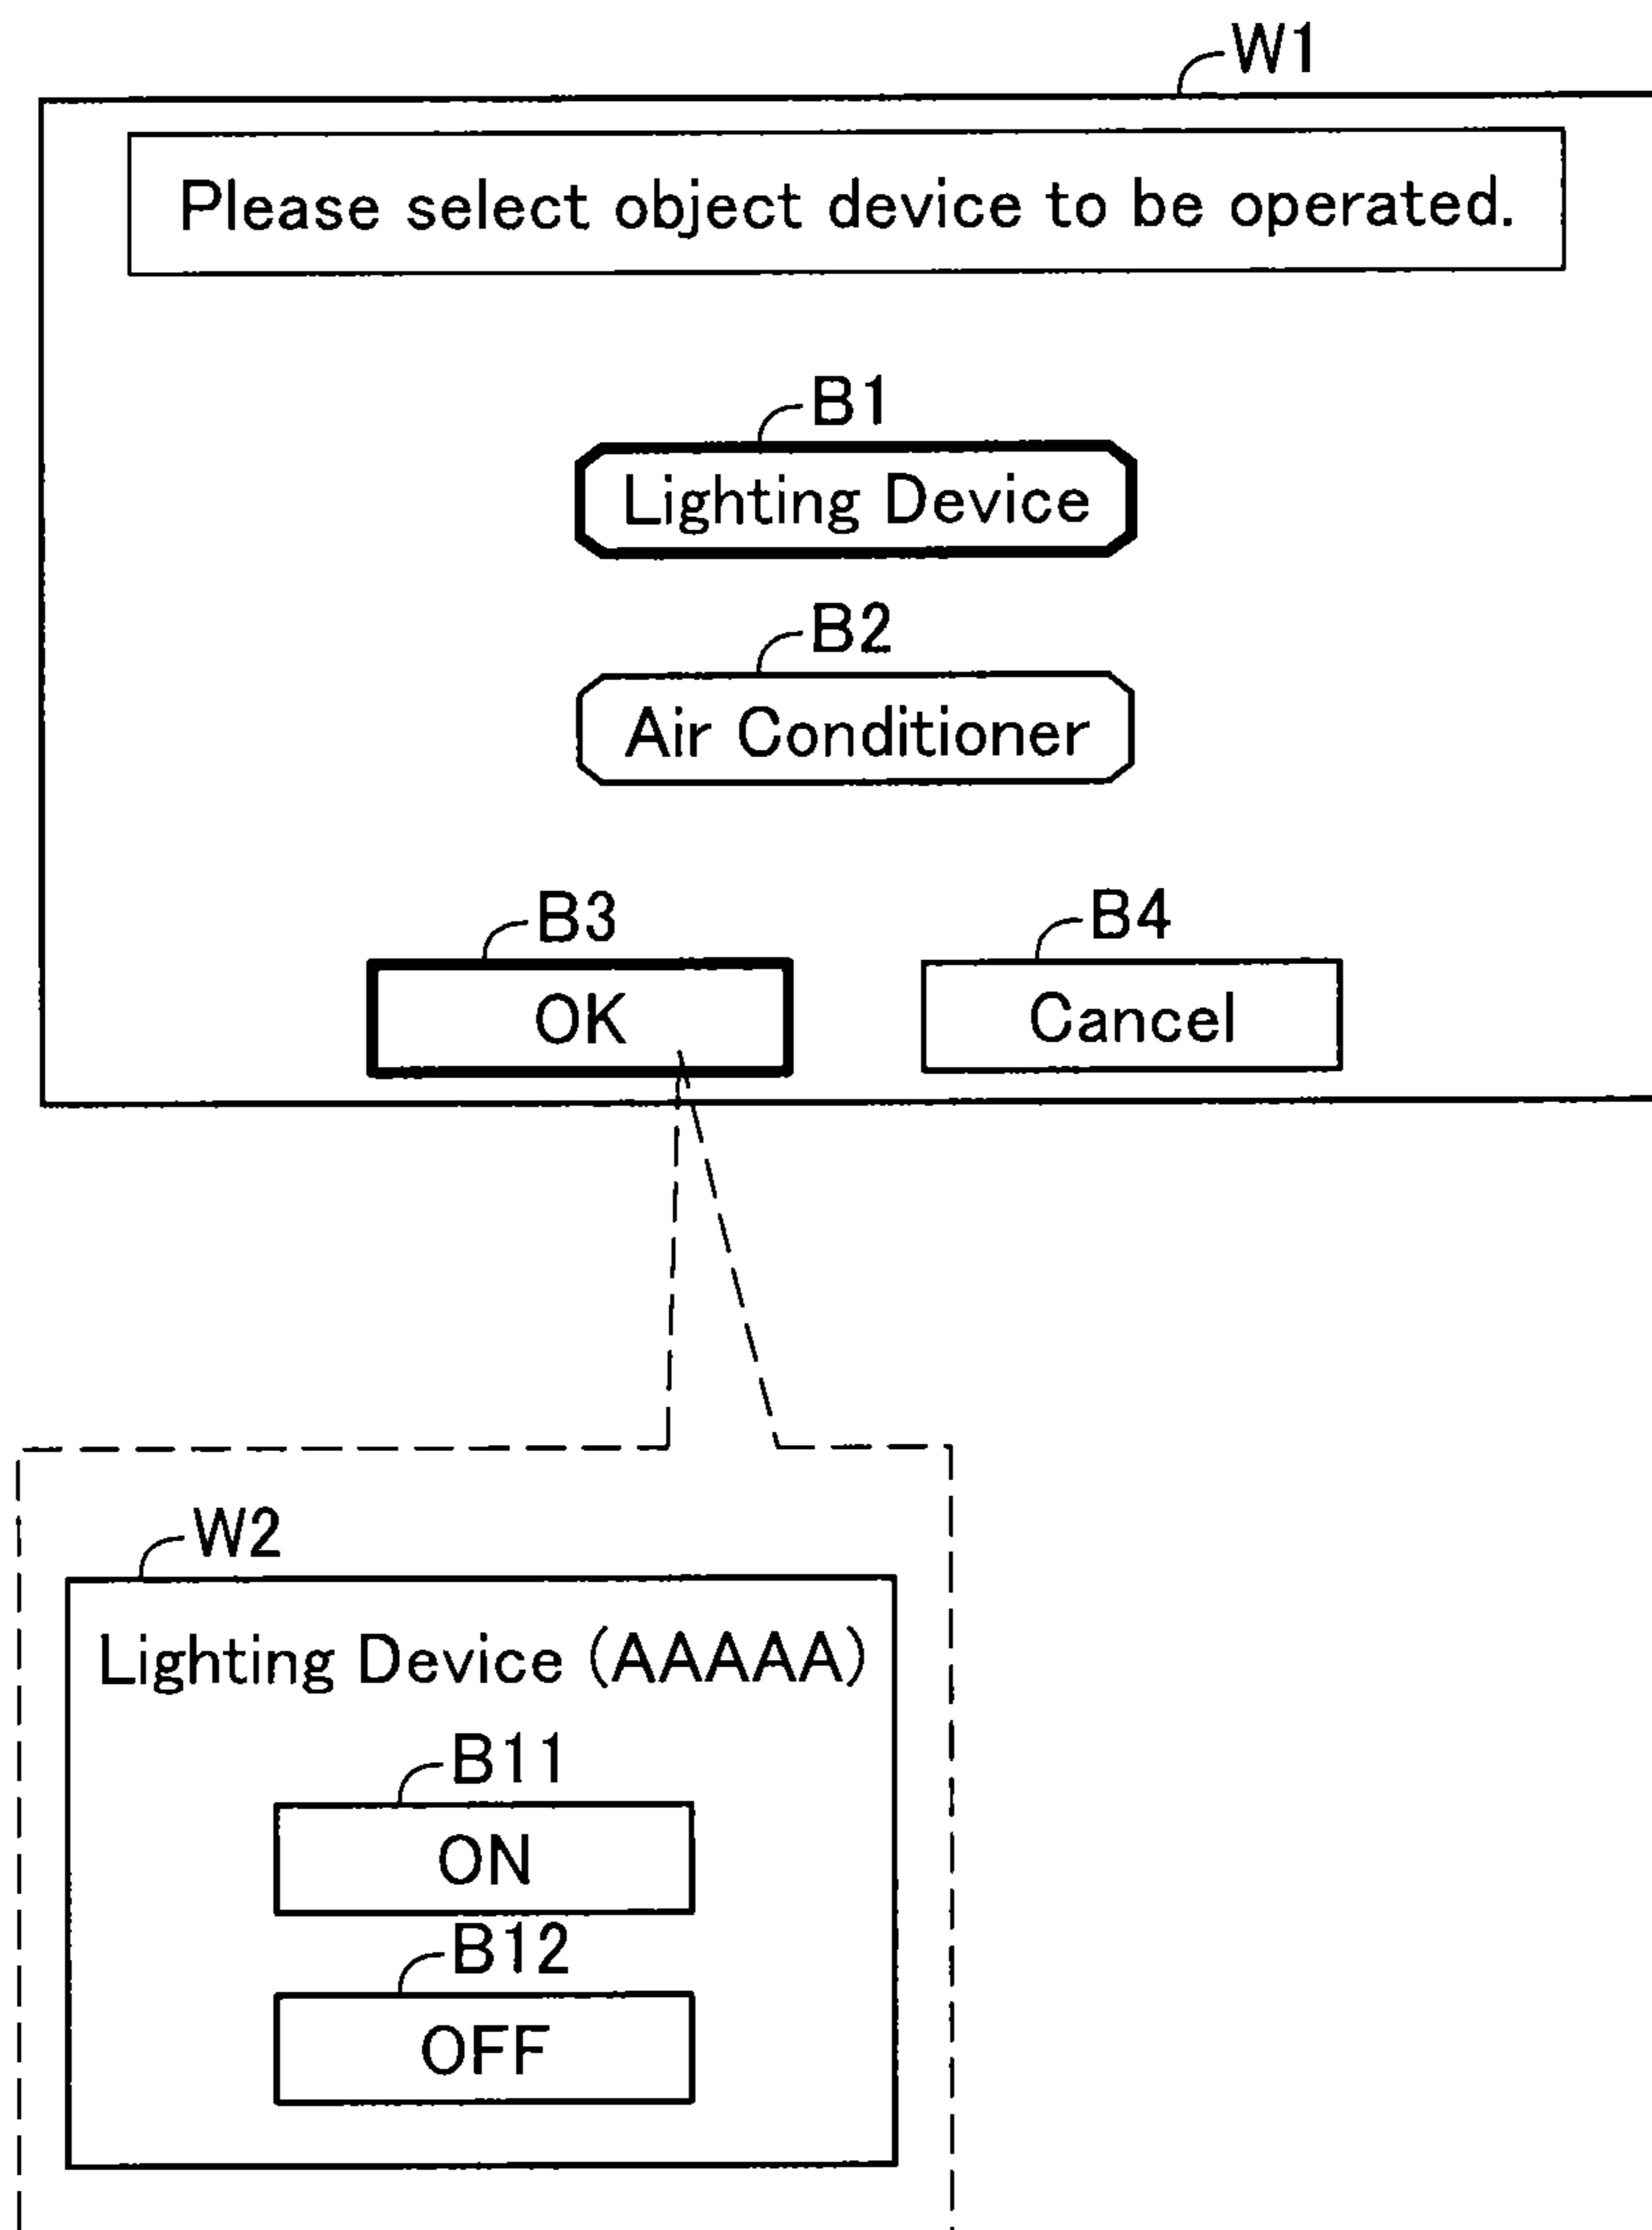 W1
Please select object device to be operated.
B1
Lighting Device
B2
Air Conditioner
B3 B4
OK Cancel
W2
Lighting Device (AAAAA)
B11
ON
B12
OFF